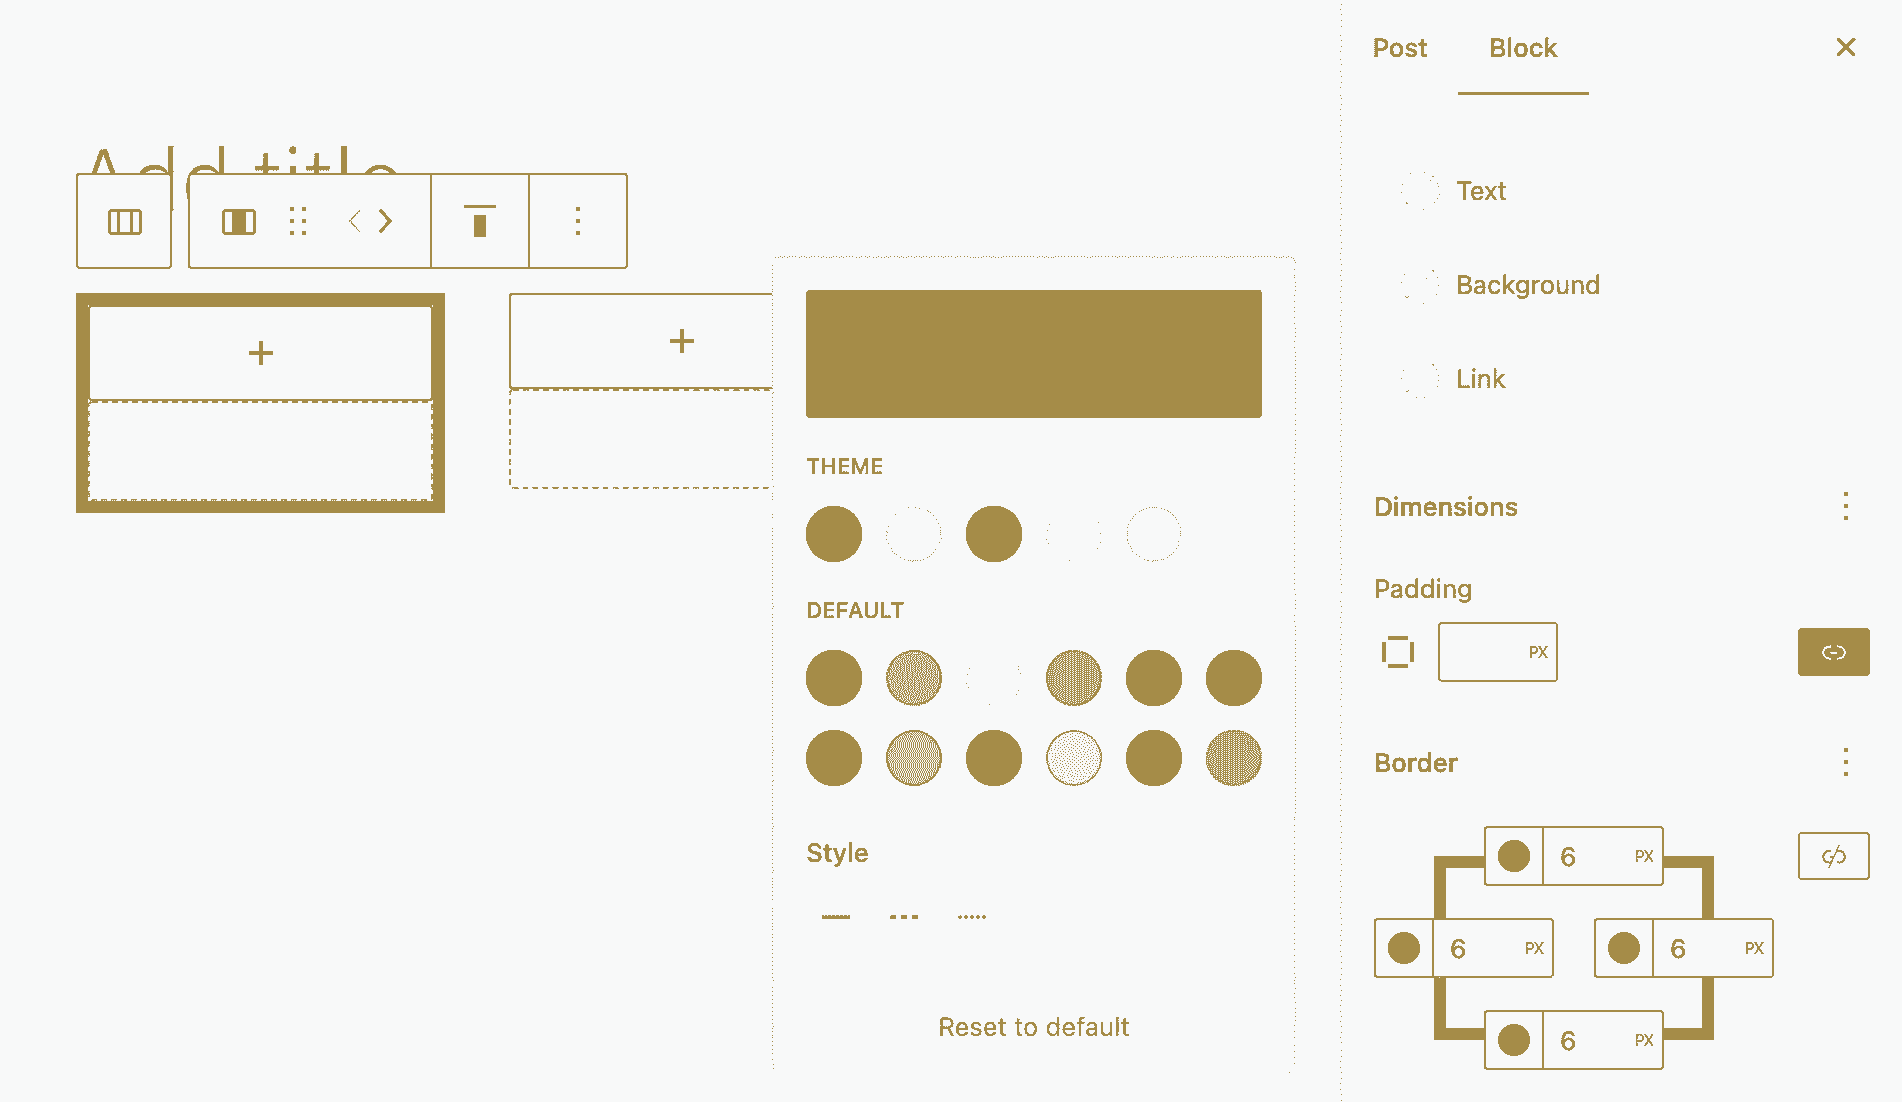 Post
Block
Add title
Text
Background
Link
THEME
DEFAULT
Style
Reset to default
Dimensions
Padding
PX
Border
6 PX
6 PX
6 PX
6 PX